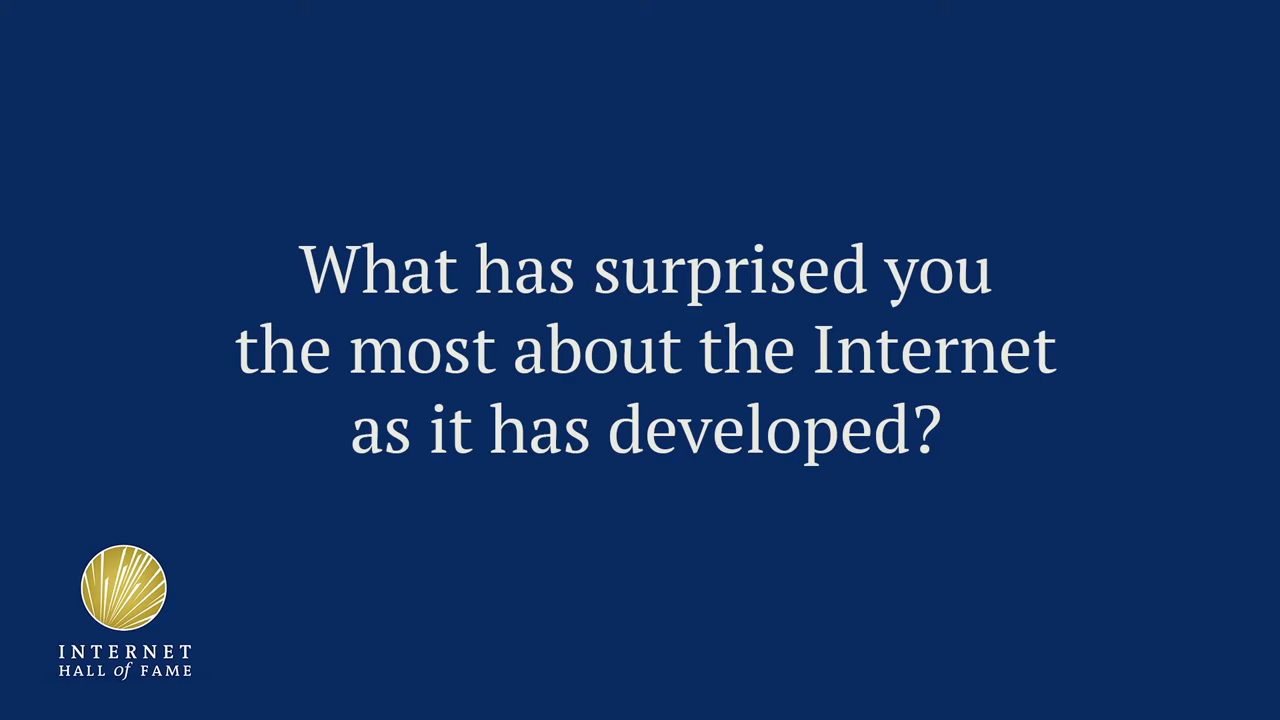 What has surprised you
the most about the Internet
as it has developed?
INTERNET
HALL of FAME